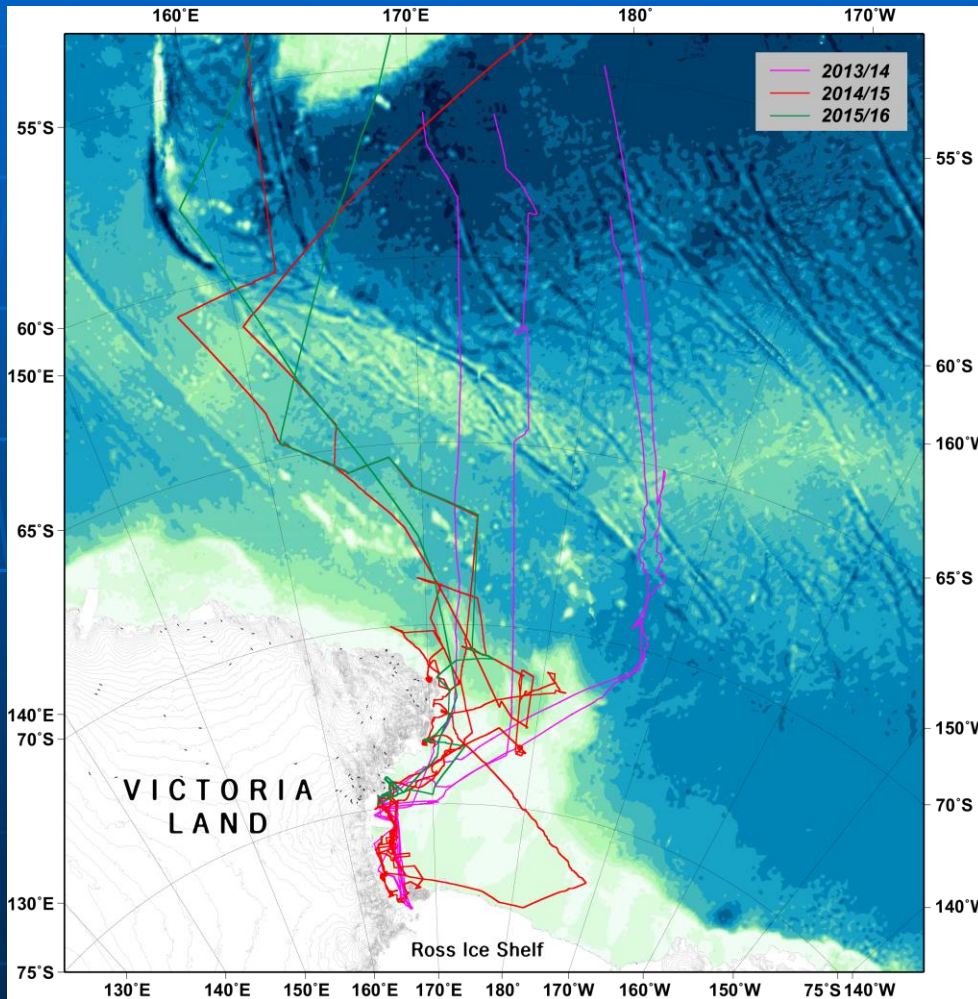 160˚E 170˚E 180˚ 170˚W
2013/14
2014/15
2015/16
55˚S
55˚S
60˚S
150˚E
60˚S
160˚W
65˚S
65˚S
140˚E
70˚S
150˚W
70˚S
VICTORIA
LAND
130˚E
140˚W
Ross Ice Shelf
75˚S
130˚E 140˚E 150˚E 160˚E 170˚E 180˚ 170˚W 160˚W 150˚W 75˚S 140˚W